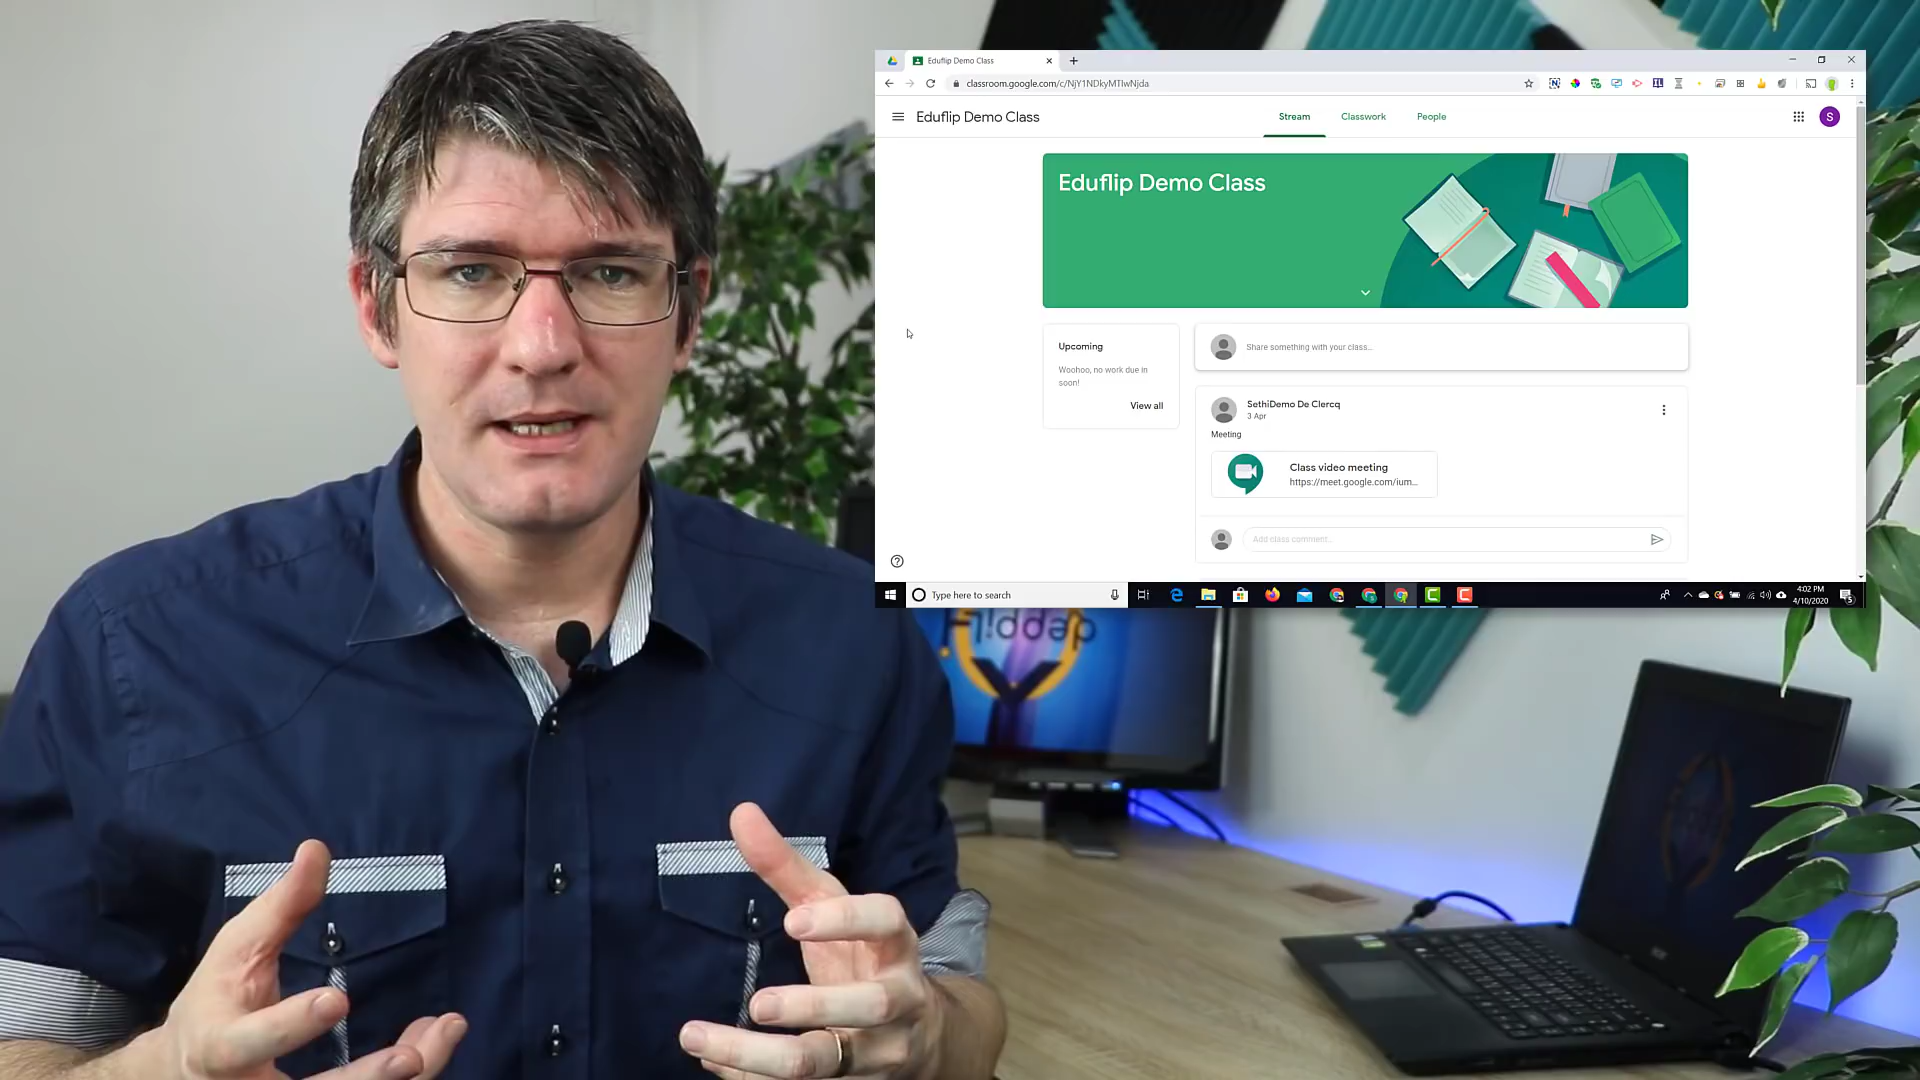 Eduflip Demo Class
classroom.google.com/c/NjY1NDkyMTIwNjda
Eduflip Demo Class
Stream
Classwork
People
S
Eduflip Demo Class
Upcoming
Woohoo, no work due in
soon!
View all
Share something with your class...
SethiDemo De Clercq
3 Apr
Meeting
Class video meeting
https://meet.google.com/ium...
Add class comment...
Type here to search
4:02 PM
4/10/2020
5
Flippd